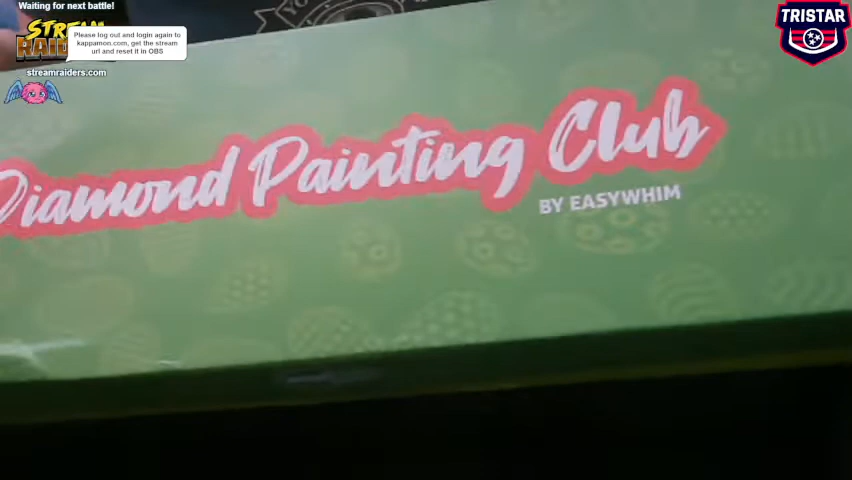 Waiting for next battle!
STREAM
RAIDERS
Please log out and login again to
kappamon.com, get the stream
url and reset it in OBS
streamraiders.com
TRISTAR
Diamond Painting Club
BY EASYWHIM